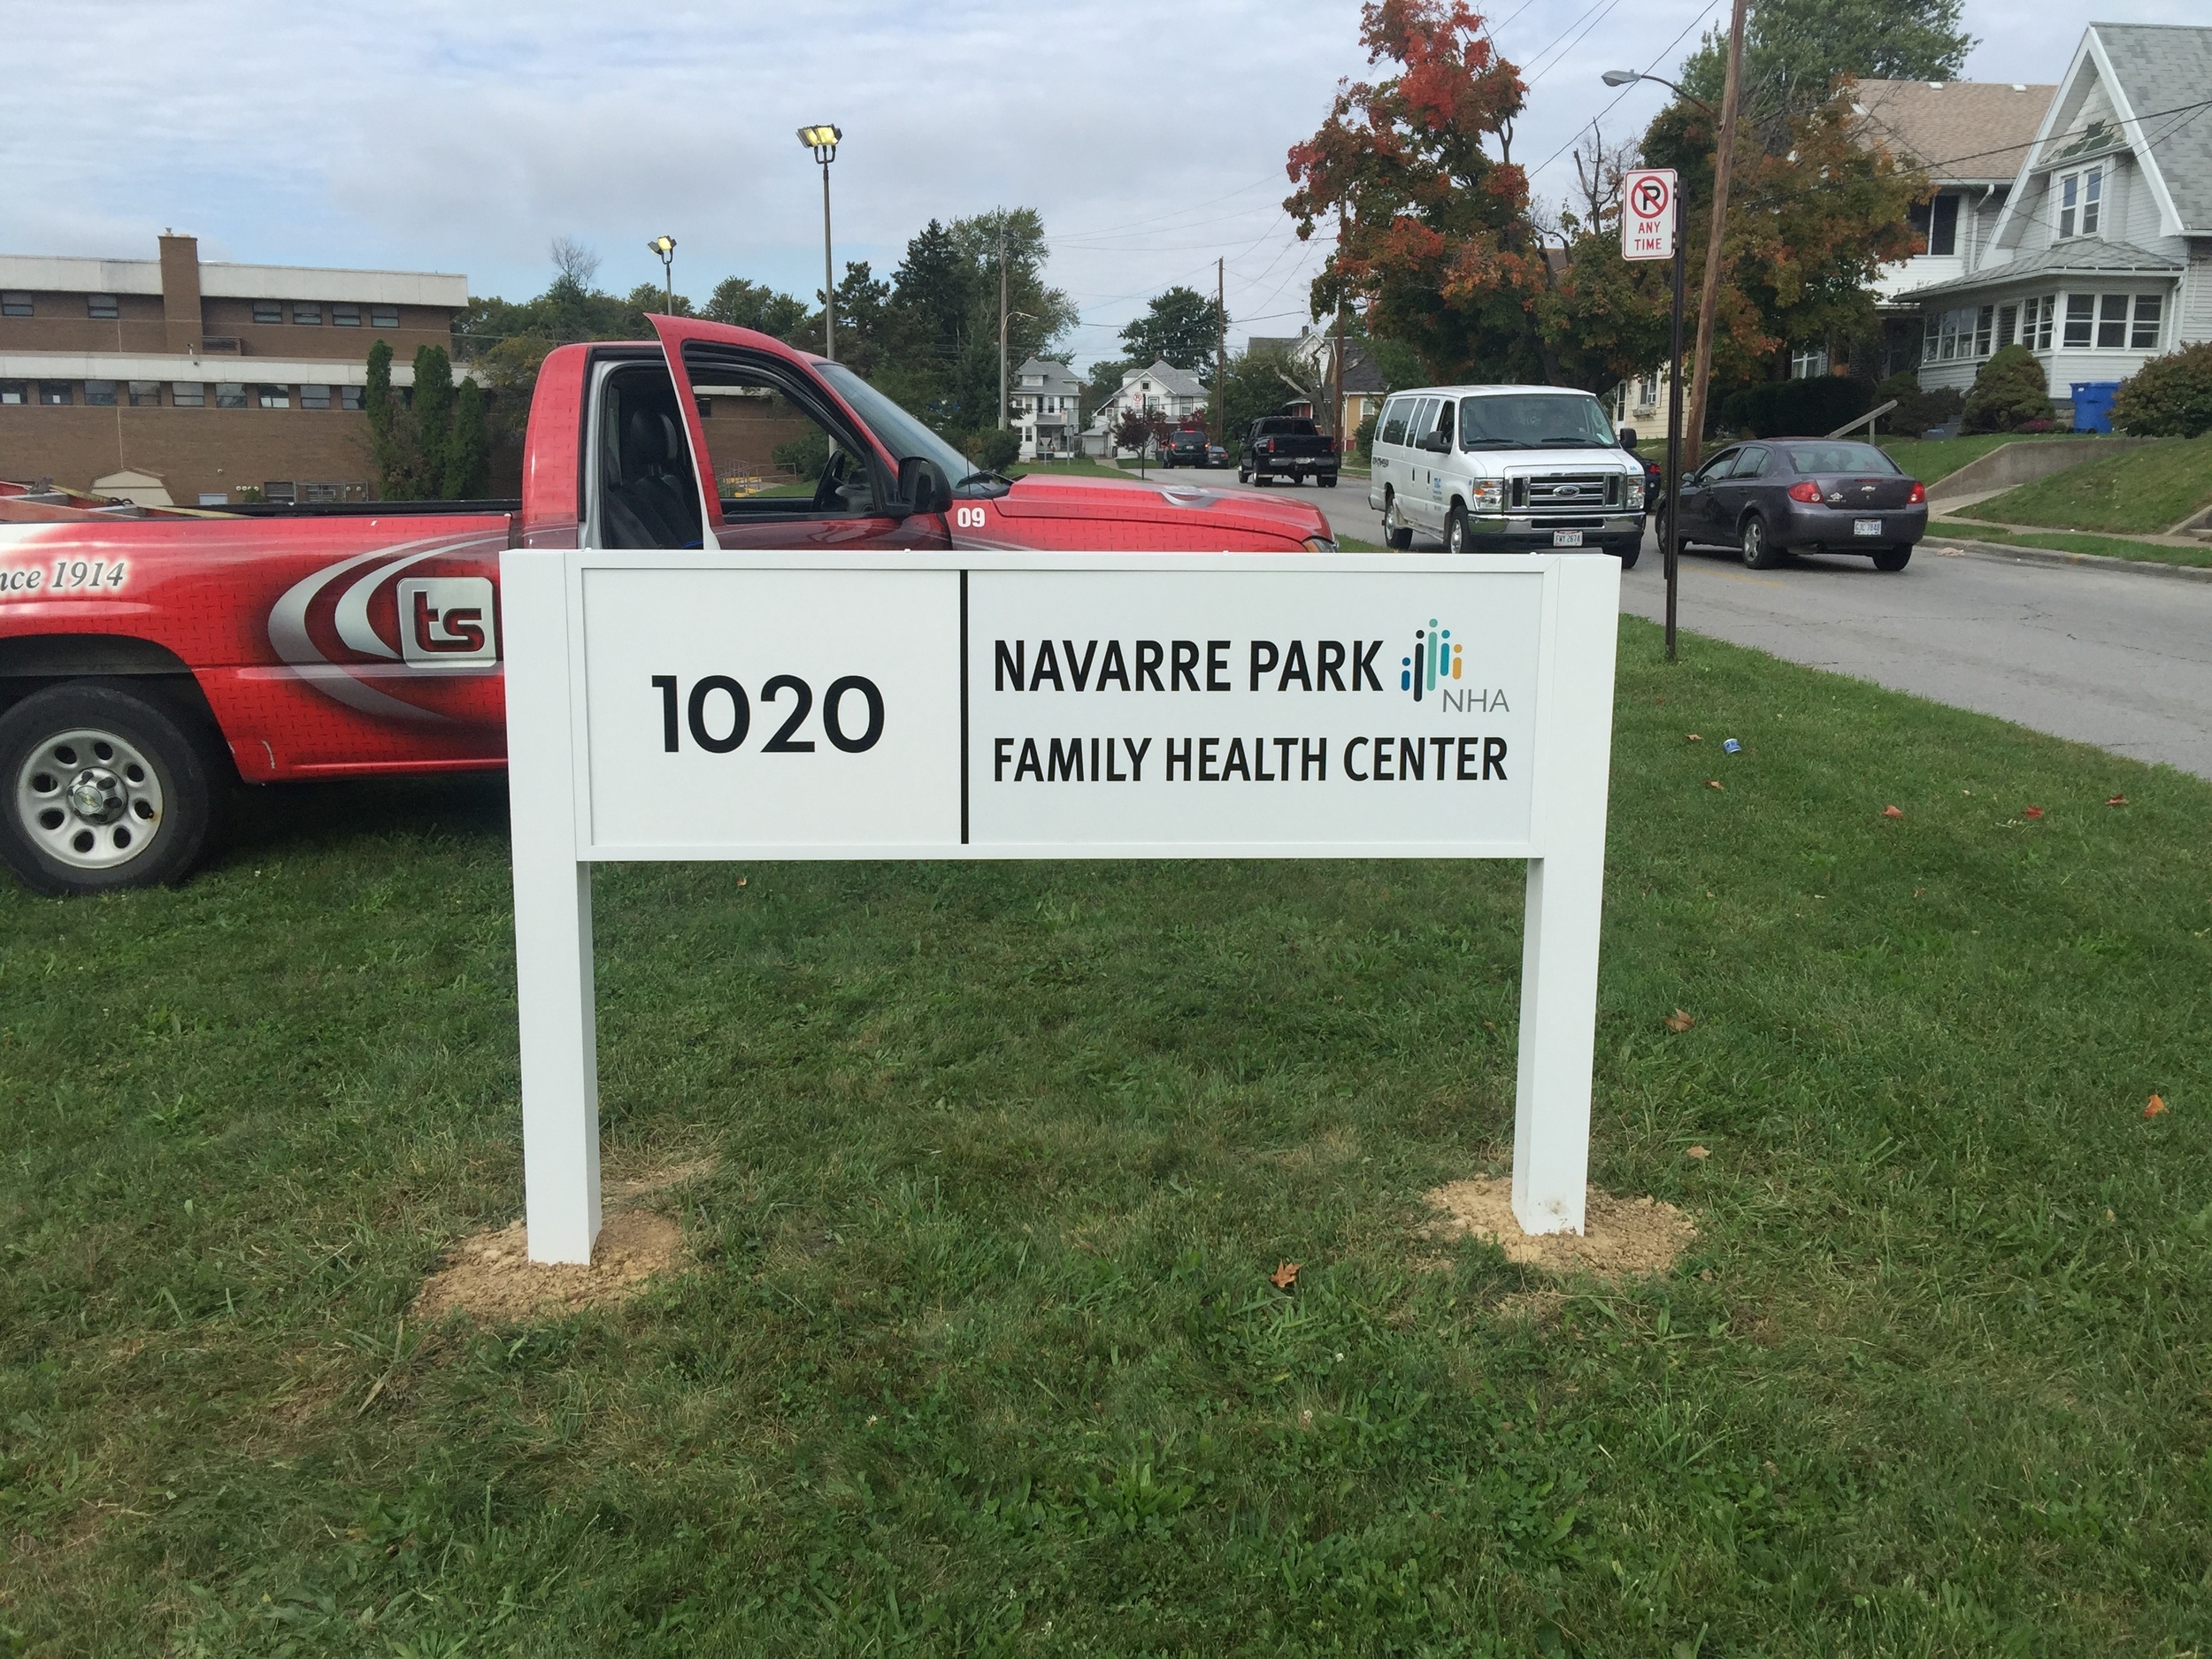 P
ANY
TIME
09
nce 1914
ts
1020
NAVARRE PARK
NHA
FAMILY HEALTH CENTER